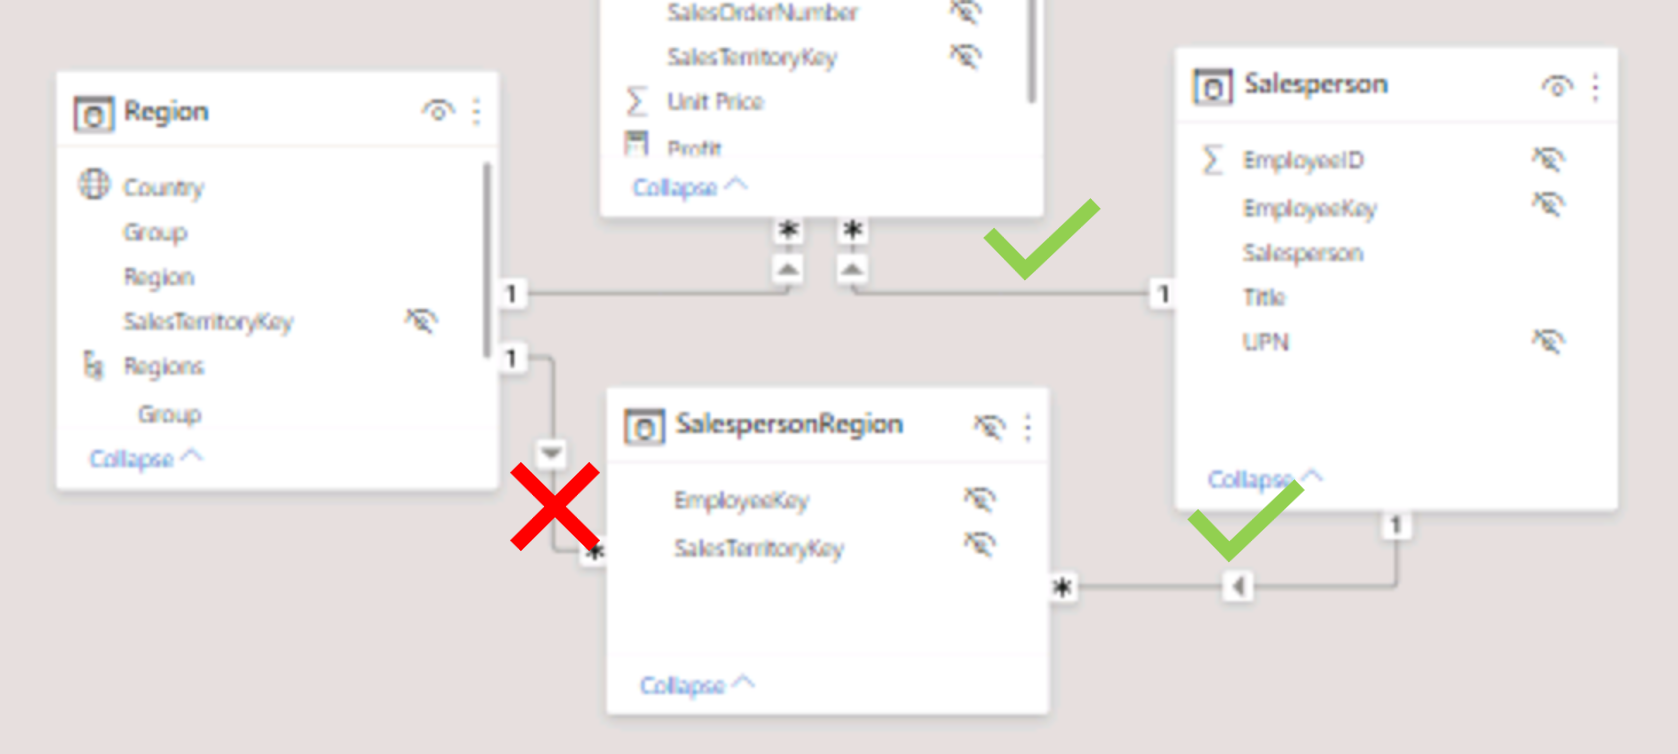 SalesOrderNumber
SalesTerritoryKey
Unit Price
Profit
Collapse
Region
Country
Group
Region
SalesTerritoryKey
Regions
Group
Collapse
Salesperson
EmployeeID
EmployeeKey
Salesperson
Title
UPN
Collapse
* *
1
1
1
1
*
*
SalespersonRegion
EmployeeKey
SalesTerritoryKey
Collapse